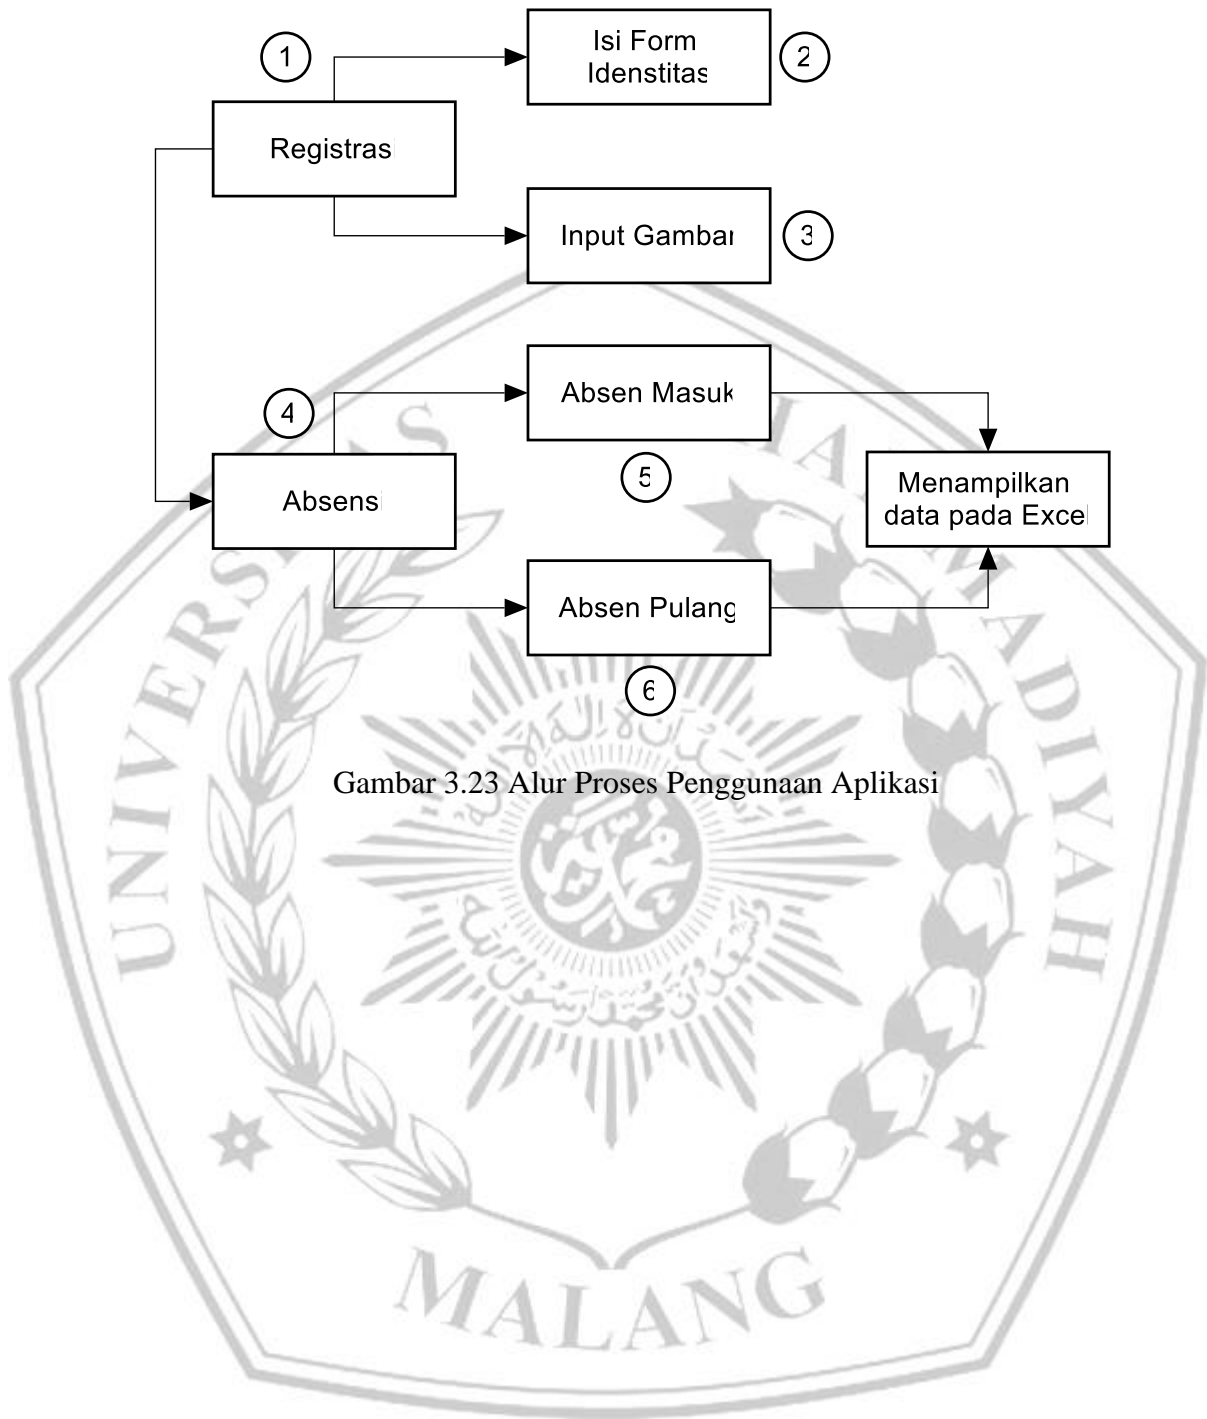 1
Isi Form
Idenstitas
2
Registrasi
Input Gambar
3
4
Absen Masuk
5
Absensi
Menampilkan
data pada Excel
Absen Pulang
6
Gambar 3.23 Alur Proses Penggunaan Aplikasi
UNIVERSITAS
MALANG